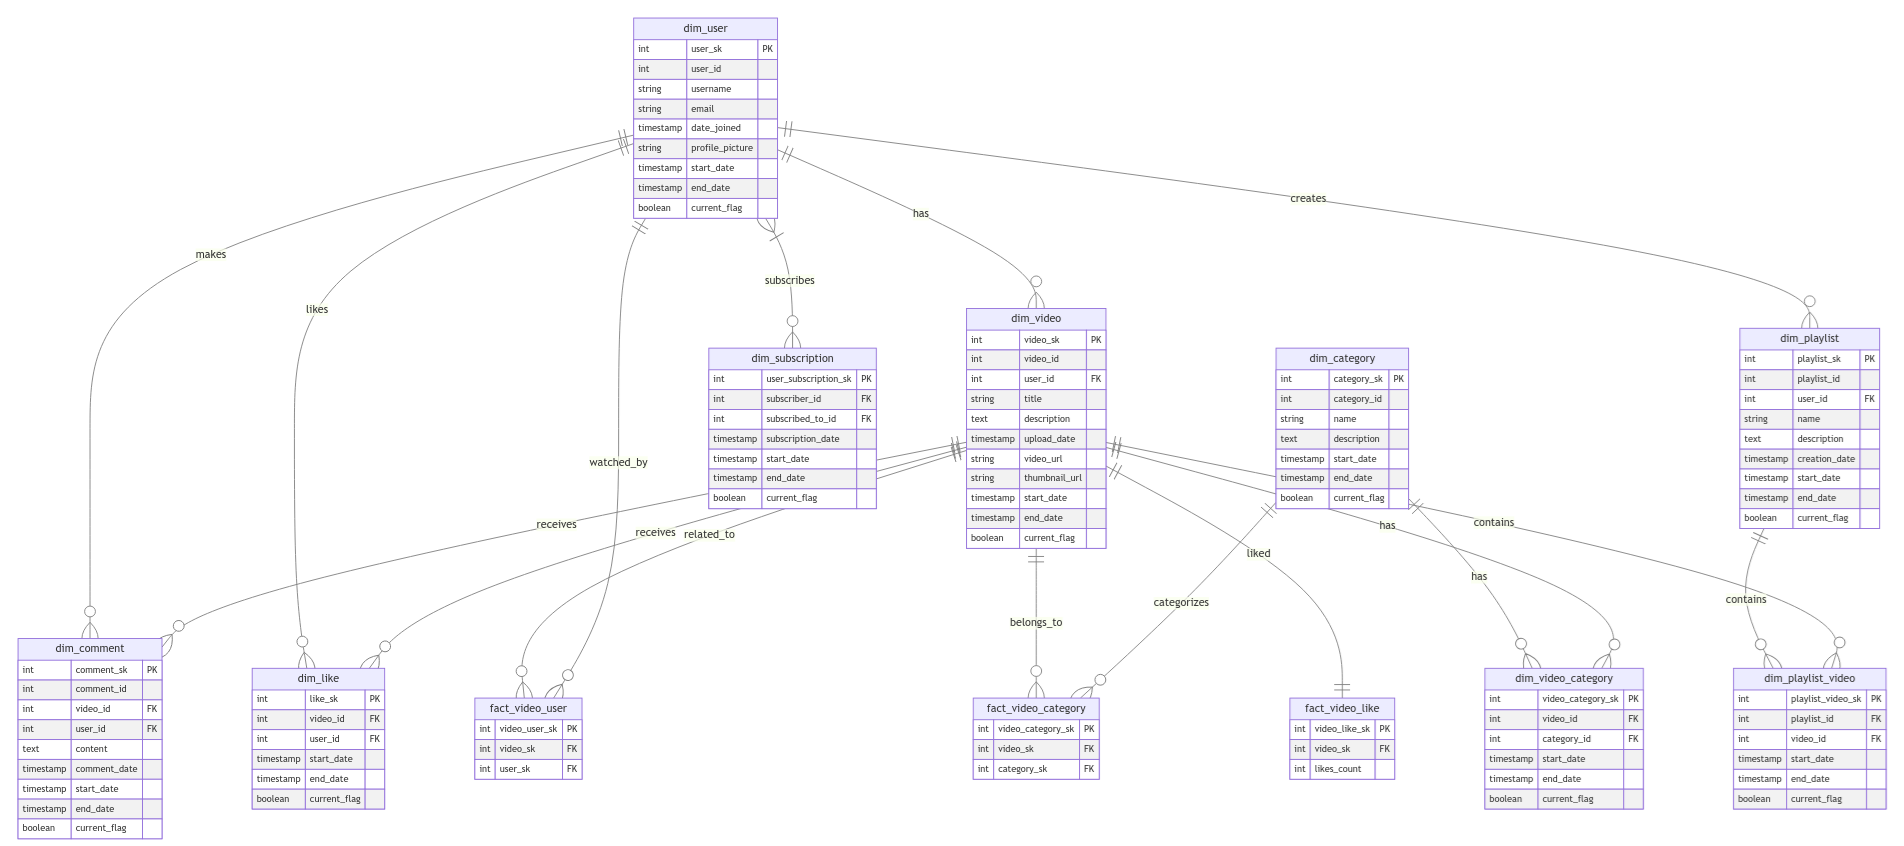 dim_user
int user_sk PK
int user_id
string username
string email
timestamp date_joined
string profile_picture
timestamp start_date
timestamp end_date
boolean current_flag
creates
has
makes
subscribes
likes
watched_by
dim_video
int video_sk PK
int video_id
int user_id FK
string title
text description
timestamp upload_date
string video_url
string thumbnail_url
timestamp start_date
timestamp end_date
boolean current_flag
dim_playlist
int playlist_sk PK
int playlist_id
int user_id FK
string name
text description
timestamp creation_date
timestamp start_date
timestamp end_date
boolean current_flag
dim_subscription
int user_subscription_sk PK
int subscriber_id FK
int subscribed_to_id FK
timestamp subscription_date
timestamp start_date
timestamp end_date
boolean current_flag
dim_category
int category_sk PK
int category_id
string name
text description
timestamp start_date
timestamp end_date
boolean current_flag
receives
receives
related_to
liked
has
contains
has
categorizes
belongs_to
contains
dim_comment
int comment_sk PK
int comment_id
int video_id FK
int user_id FK
text content
timestamp comment_date
timestamp start_date
timestamp end_date
boolean current_flag
dim_like
int like_sk PK
int video_id FK
int user_id FK
timestamp start_date
timestamp end_date
boolean current_flag
fact_video_user
int video_user_sk PK
int video_sk FK
int user_sk FK
fact_video_category
int video_category_sk PK
int video_sk FK
int category_sk FK
fact_video_like
int video_like_sk PK
int video_sk FK
int likes_count
dim_video_category
int video_category_sk PK
int video_id FK
int category_id FK
timestamp start_date
timestamp end_date
boolean current_flag
dim_playlist_video
int playlist_video_sk PK
int playlist_id FK
int video_id FK
timestamp start_date
timestamp end_date
boolean current_flag